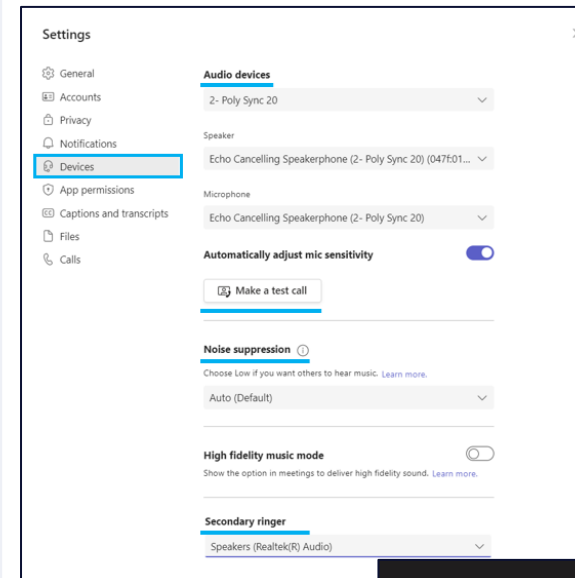 Settings
General
Accounts
Privacy
Notifications
Devices
App permissions
Captions and transcripts
Files
Calls
Audio devices
2- Poly Sync 20
Speaker
Echo Cancelling Speakerphone (2- Poly Sync 20) (047f:01...
Microphone
Echo Cancelling Speakerphone (2- Poly Sync 20)
Automatically adjust mic sensitivity
Make a test call
Noise suppression
Choose Low if you want others to hear music. Learn more.
Auto (Default)
High fidelity music mode
Show the option in meetings to deliver high fidelity sound. Learn more.
Secondary ringer
Speakers (Realtek(R) Audio)